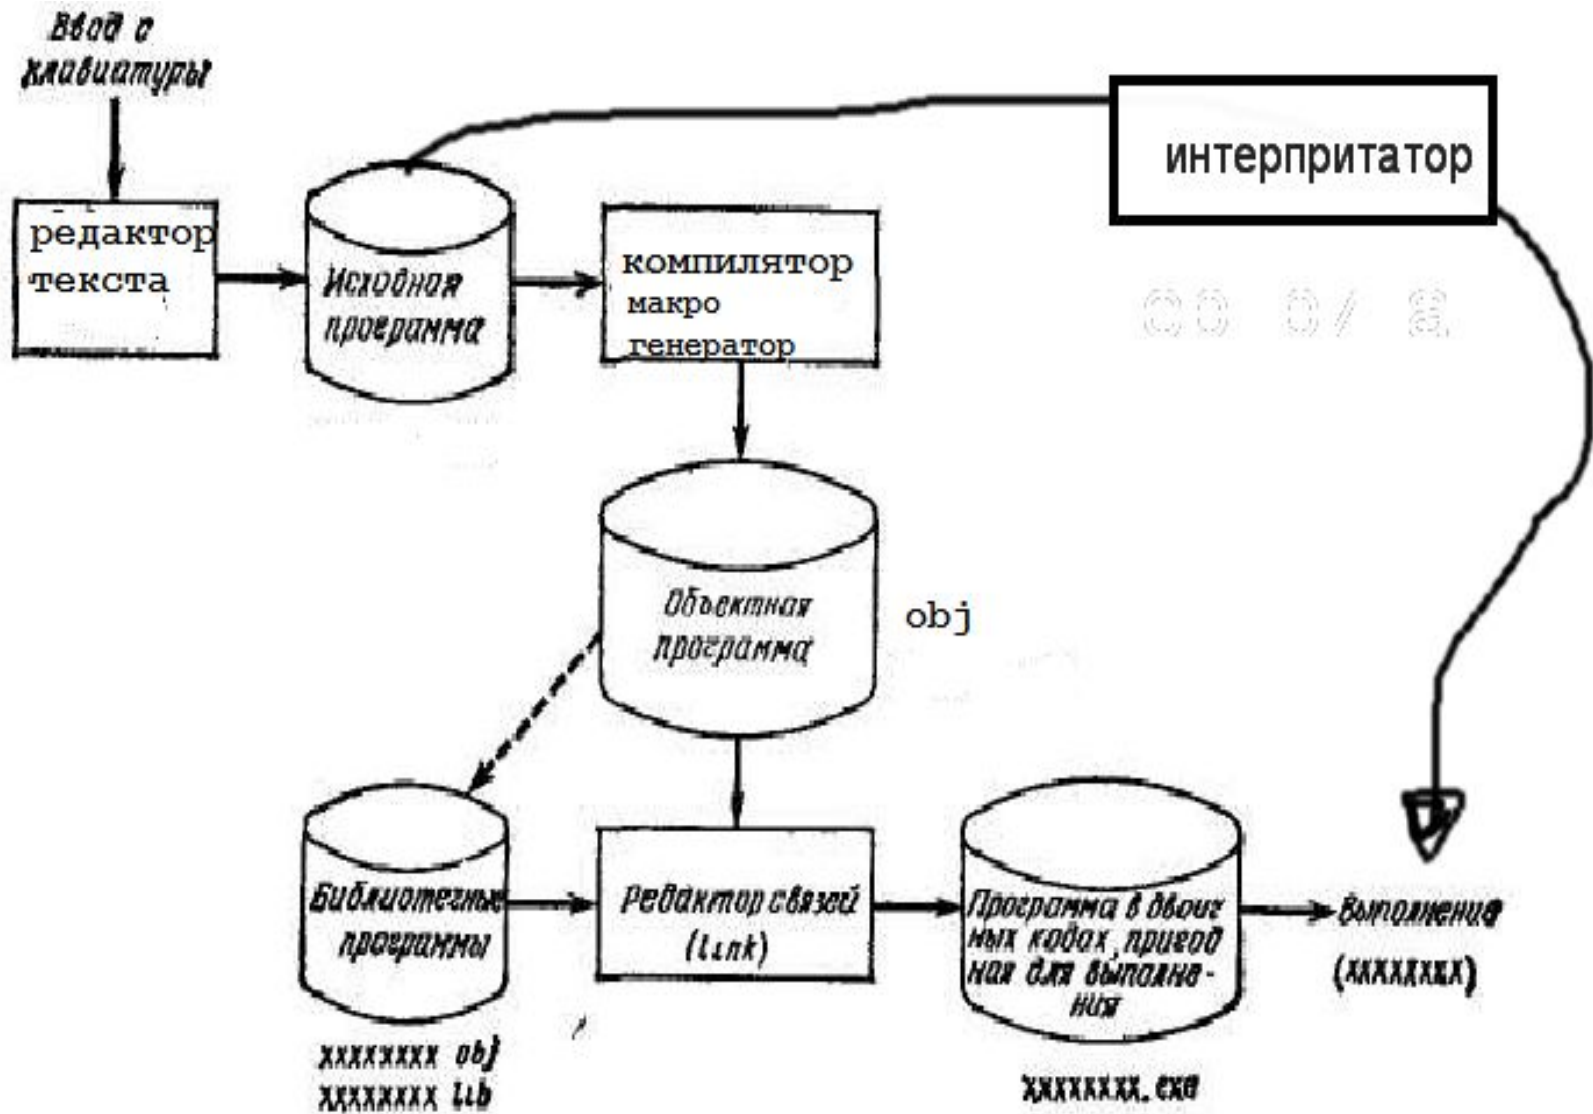 Ввод с
клавиатуры
интерпритатор
редактор
текста
Исходная
программа
компилятор
макро
генератор
Объектная
программа
obj
Библиотечные
программы
Редактор связей
(link)
Программа в двоич
ных кодах, пригод
ная для выполне-
ния
Выполнение
(xxxxxxxx)
xxxxxxxx obj
xxxxxxxx lib
xxxxxxxx.exe